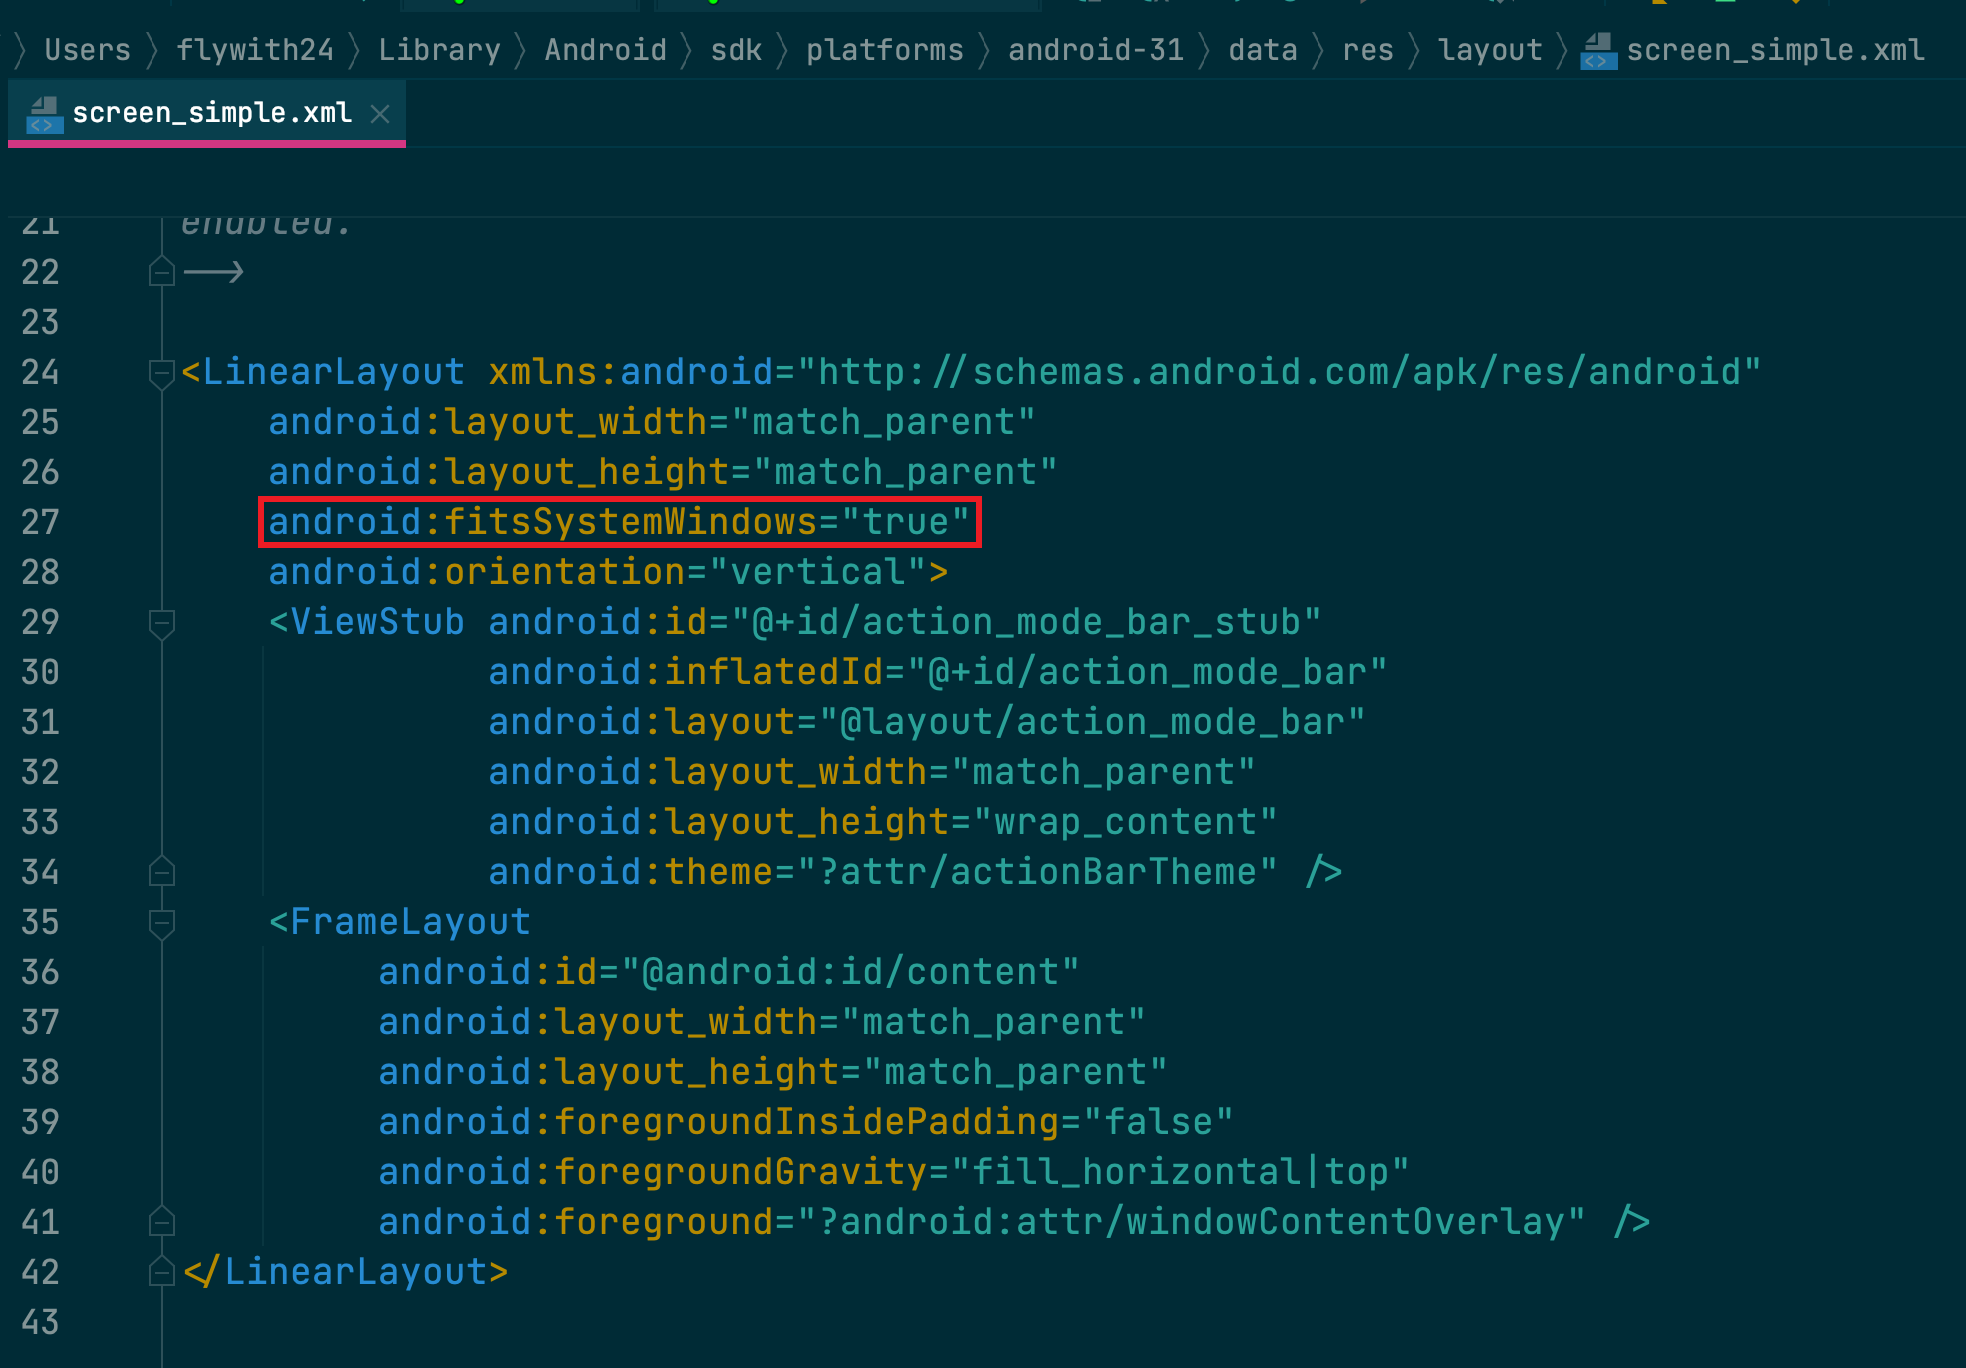 Users 〉 flywith24 〉 Library 〉 Android 〉 sdk 〉 platforms 〉 android-31 〉 data 〉 res 〉 layout 〉 screen_simple.xml
screen_simple.xml
21 enabled.
22 -->
23
24 <LinearLayout xmlns:android="http://schemas.android.com/apk/res/android"
25 android:layout_width="match_parent"
26 android:layout_height="match_parent"
27 android:fitsSystemWindows="true"
28 android:orientation="vertical">
29 <ViewStub android:id="@+id/action_mode_bar_stub"
30 android:inflatedId="@+id/action_mode_bar"
31 android:layout="@layout/action_mode_bar"
32 android:layout_width="match_parent"
33 android:layout_height="wrap_content"
34 android:theme="?attr/actionBarTheme" />
35 <FrameLayout
36 android:id="@android:id/content"
37 android:layout_width="match_parent"
38 android:layout_height="match_parent"
39 android:foregroundInsidePadding="false"
40 android:foregroundGravity="fill_horizontal|top"
41 android:foreground="?android:attr/windowContentOverlay" />
42 </LinearLayout>
43